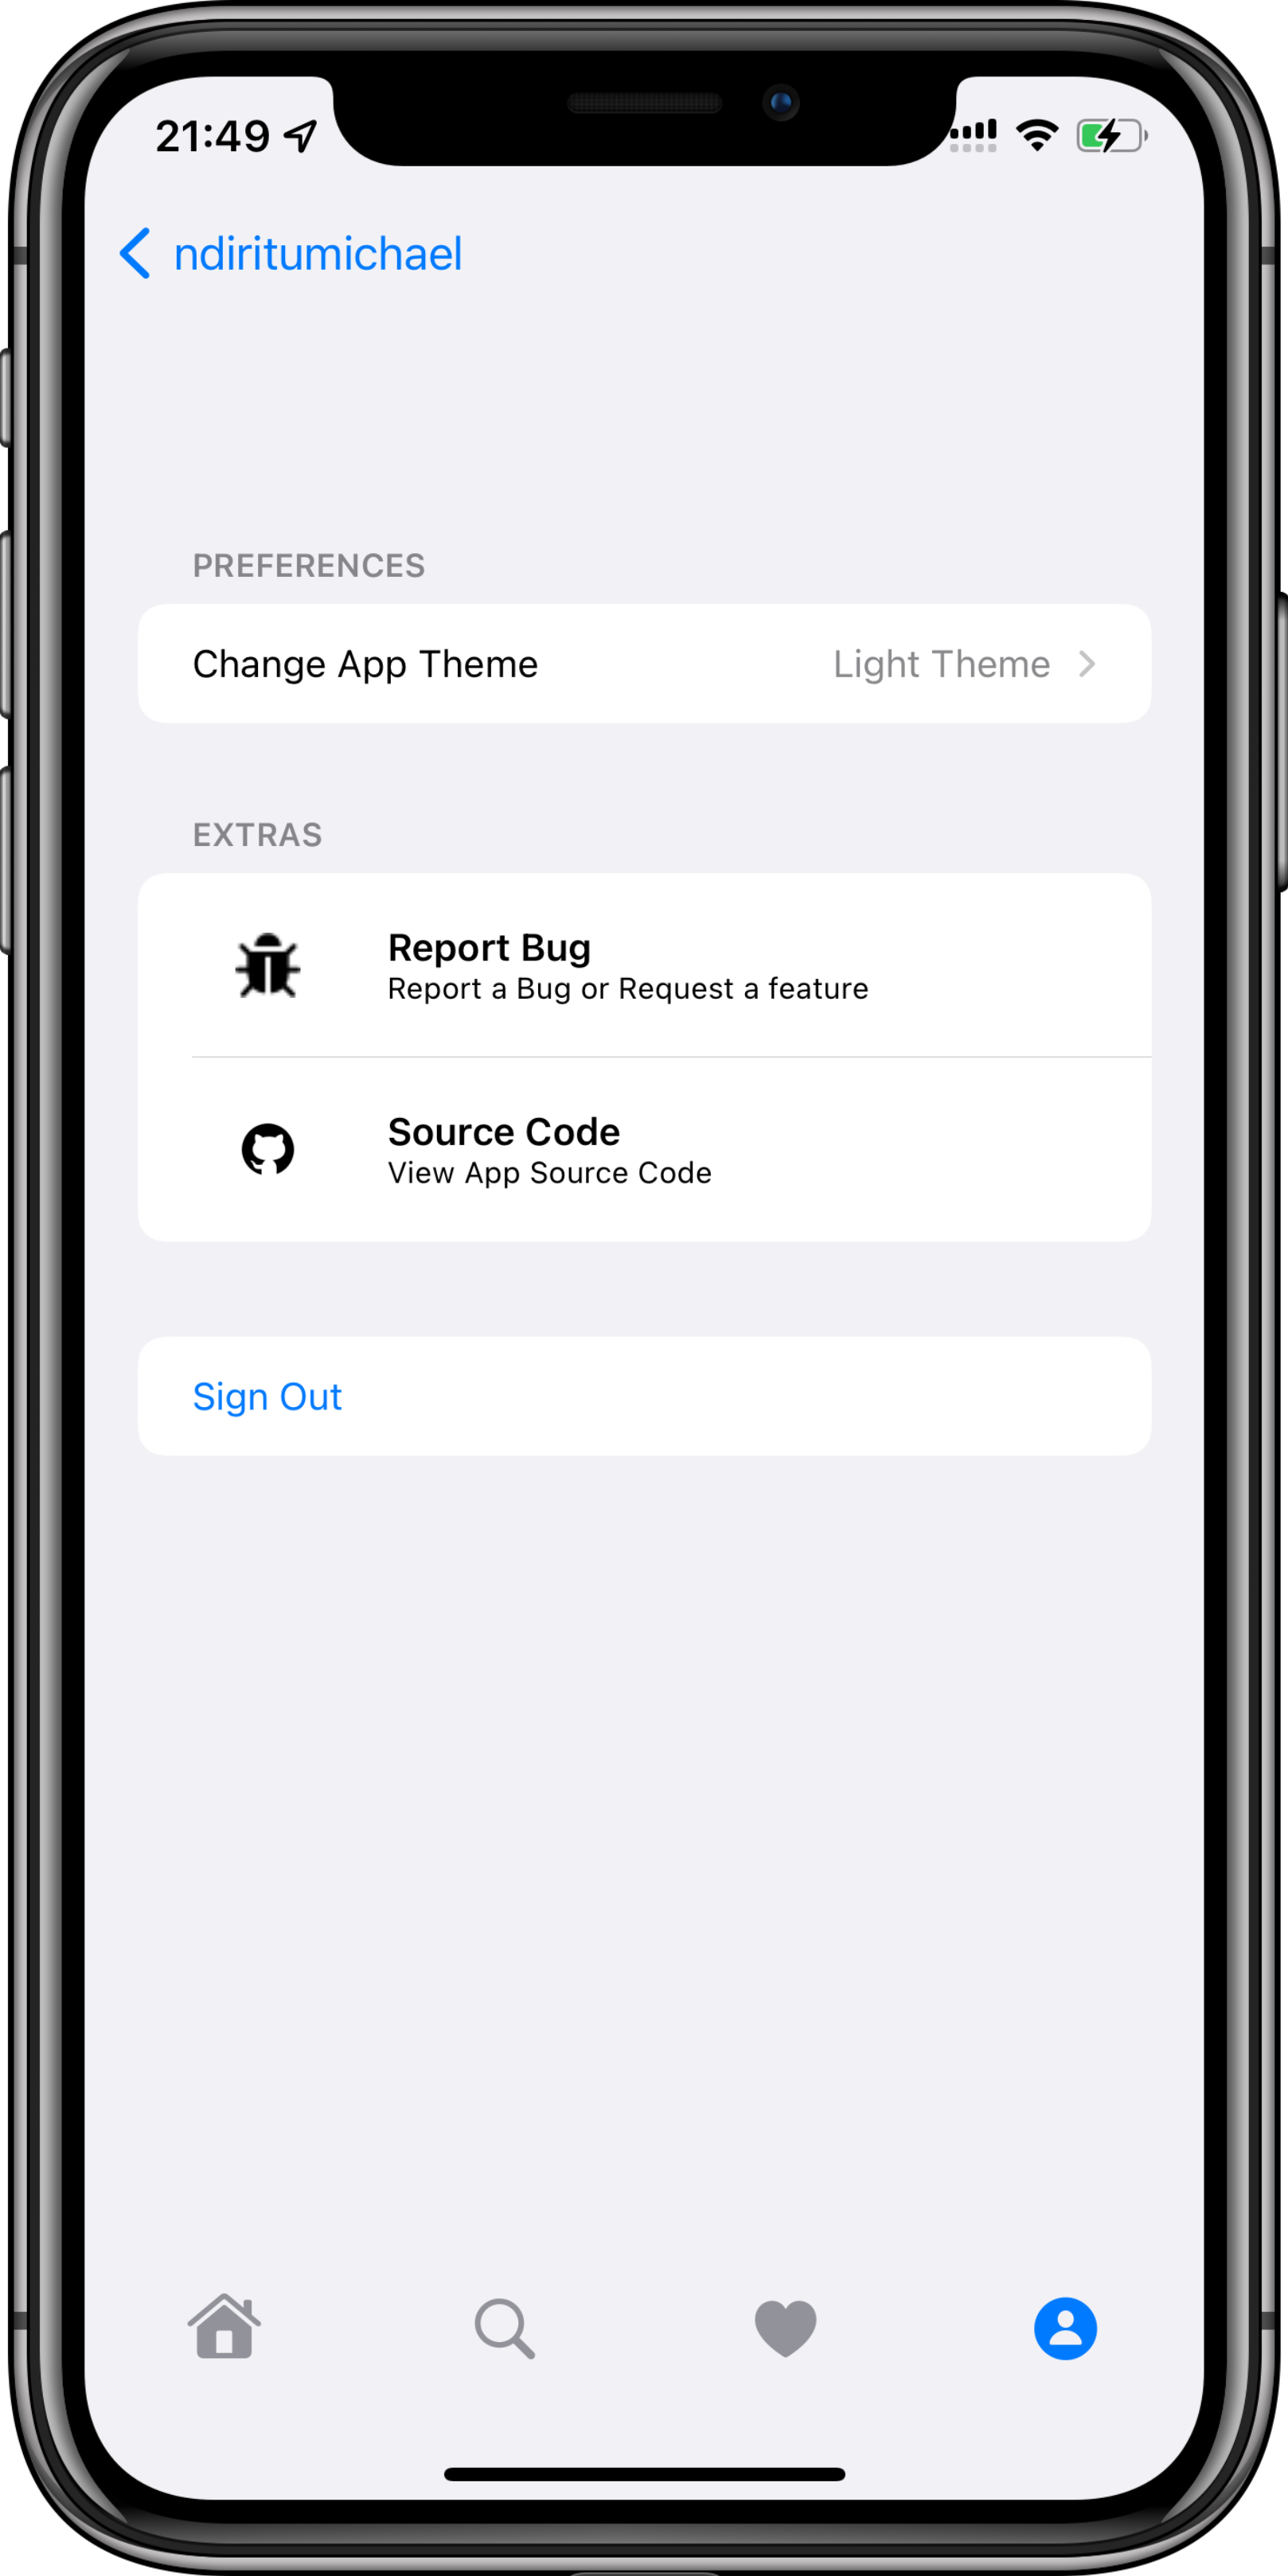 21:49
ndiritumichael
PREFERENCES
Change App Theme Light Theme
EXTRAS
Report Bug
Report a Bug or Request a feature
Source Code
View App Source Code
Sign Out